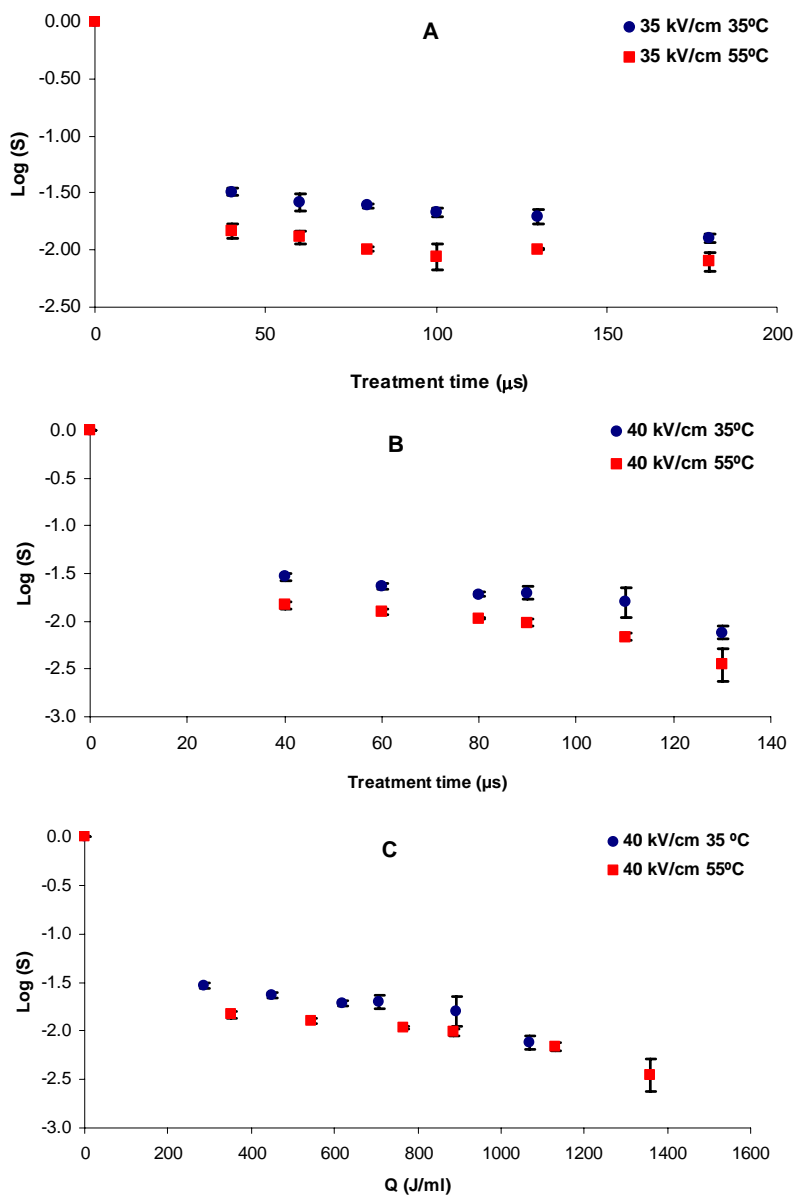 0.00
A
35 kV/cm 35ºC
35 kV/cm 55ºC
-0.50
-1.00
-1.50
-2.00
-2.50
Log (S)
0 50 100 150 200
Treatment time (μs)
0.0
B
40 kV/cm 35ºC
40 kV/cm 55ºC
-0.5
-1.0
-1.5
-2.0
-2.5
-3.0
Log (S)
0 20 40 60 80 100 120 140
Treatment time (µs)
0.0
C
40 kV/cm 35 ºC
40 kV/cm 55ºC
-0.5
-1.0
-1.5
-2.0
-2.5
-3.0
Log (S)
0 200 400 600 800 1000 1200 1400 1600
Q (J/ml)